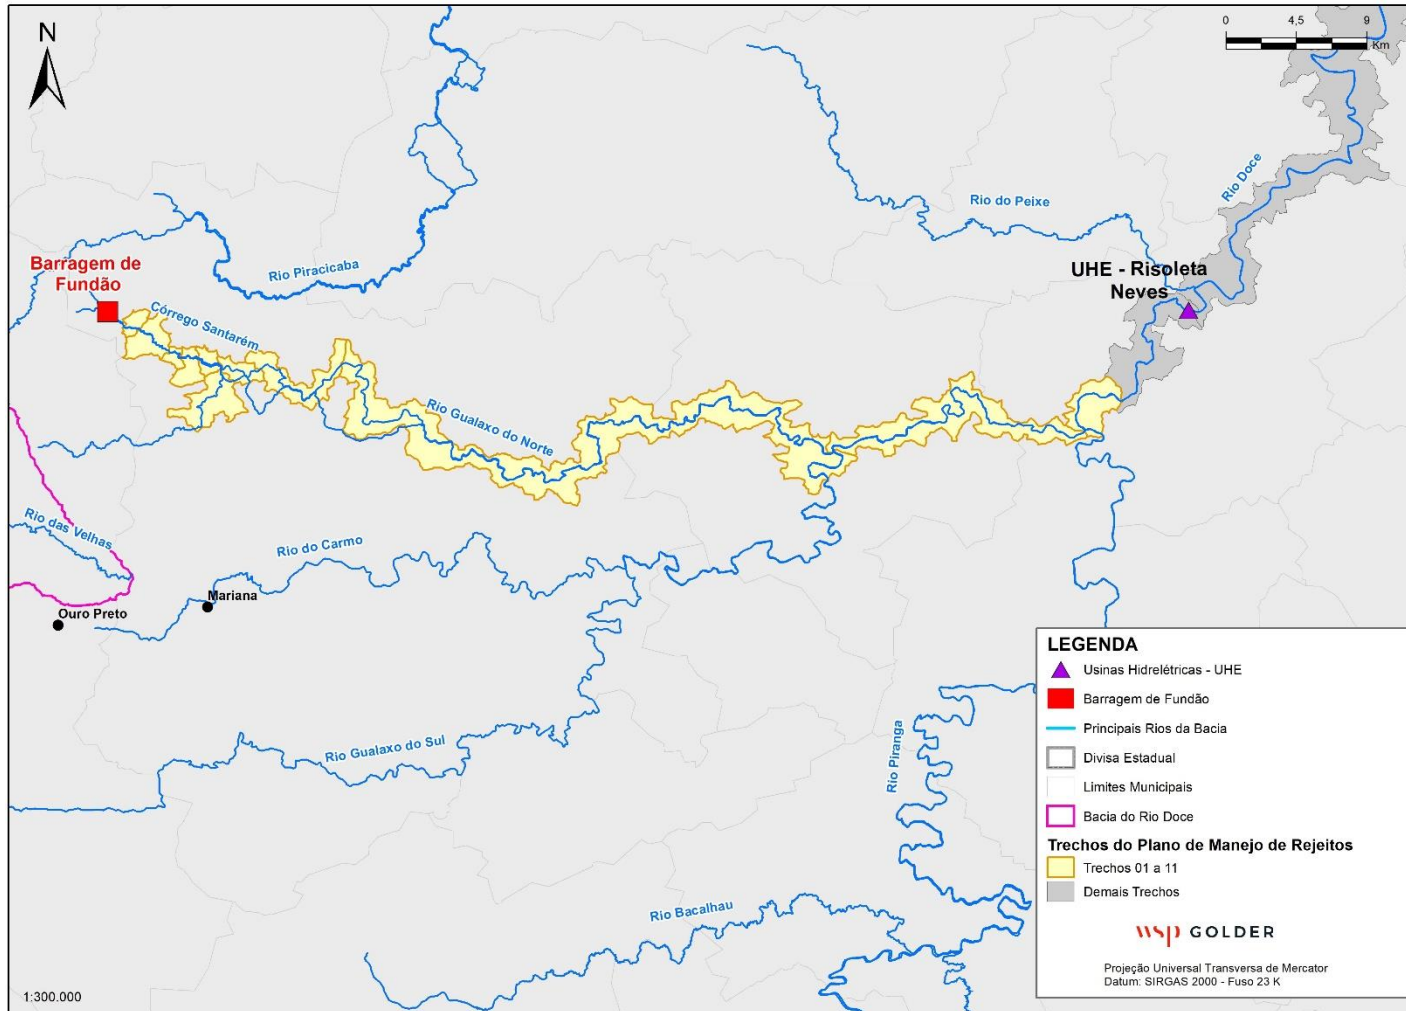 N
0 4,5 9
Km
Rio Doce
Rio do Peixe
Barragem de
Fundão
Rio Piracicaba
UHE - Risoleta
Neves
Córrego Santarém
Rio Gualaxo do Norte
Rio das Velhas
Rio do Carmo
Mariana
Ouro Preto
Rio Gualaxo do Sul
Rio Piranga
Rio Bacalhau
LEGENDA
Usinas Hidrelétricas - UHE
Barragem de Fundão
Principais Rios da Bacia
Divisa Estadual
Limites Municipais
Bacia do Rio Doce
Trechos do Plano de Manejo de Rejeitos
Trechos 01 a 11
Demais Trechos
wsp GOLDER
Projeção Universal Transversa de Mercator
Datum: SIRGAS 2000 - Fuso 23 K
1:300.000